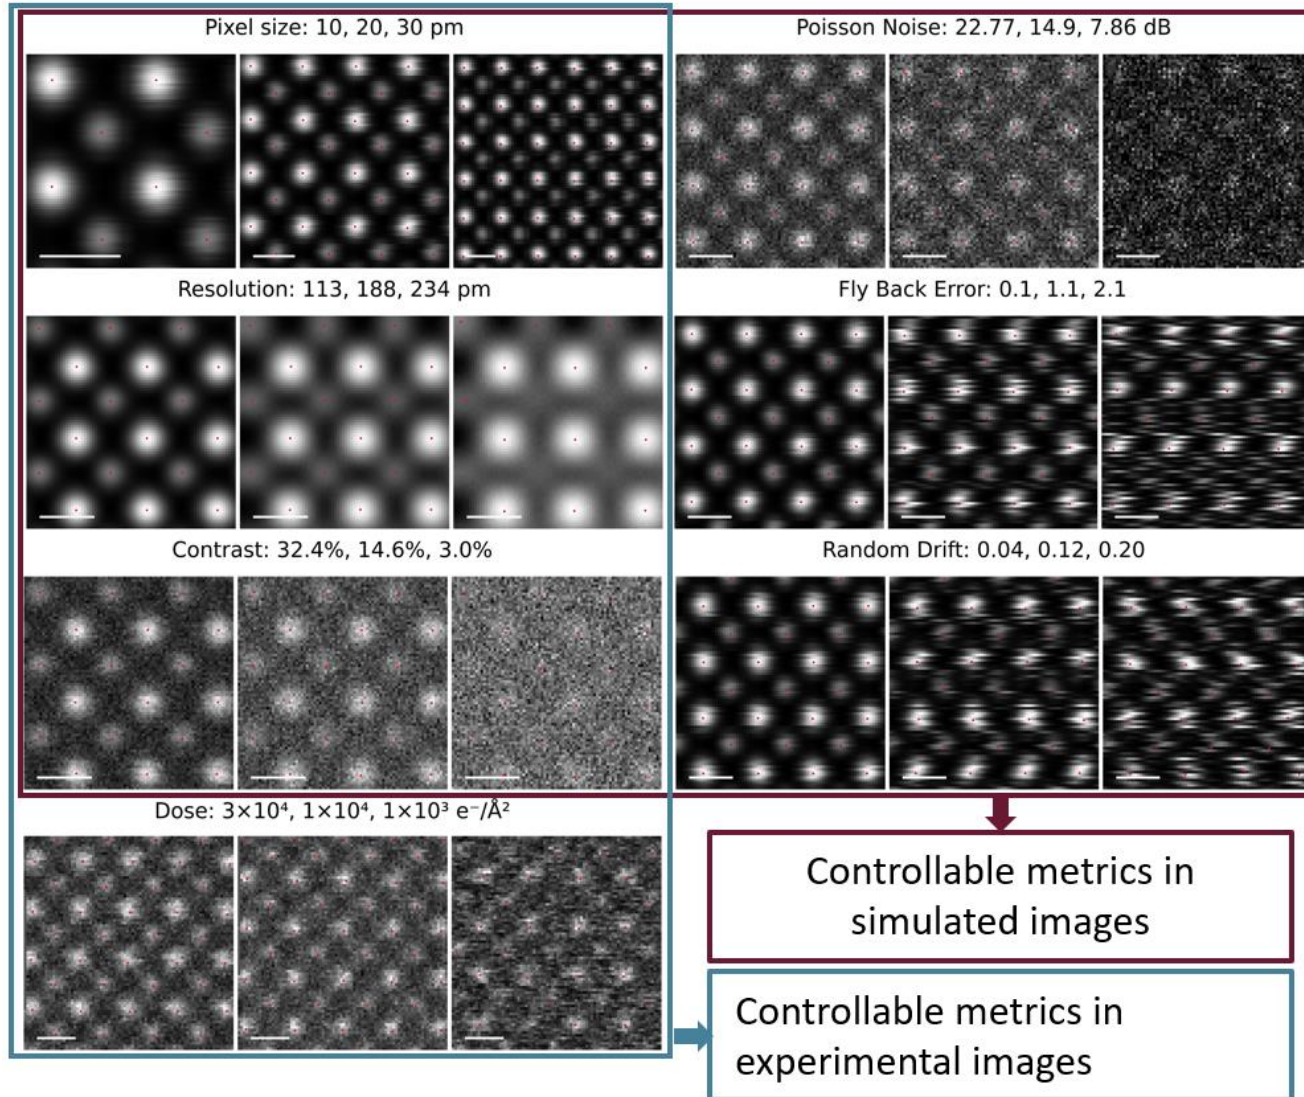 Pixel size: 10, 20, 30 pm
Poisson Noise: 22.77, 14.9, 7.86 dB
Resolution: 113, 188, 234 pm
Fly Back Error: 0.1, 1.1, 2.1
Contrast: 32.4%, 14.6%, 3.0%
Random Drift: 0.04, 0.12, 0.20
Dose: 3×10⁴, 1×10⁴, 1×10³ e⁻/Å²
Controllable metrics in
simulated images
Controllable metrics in
experimental images